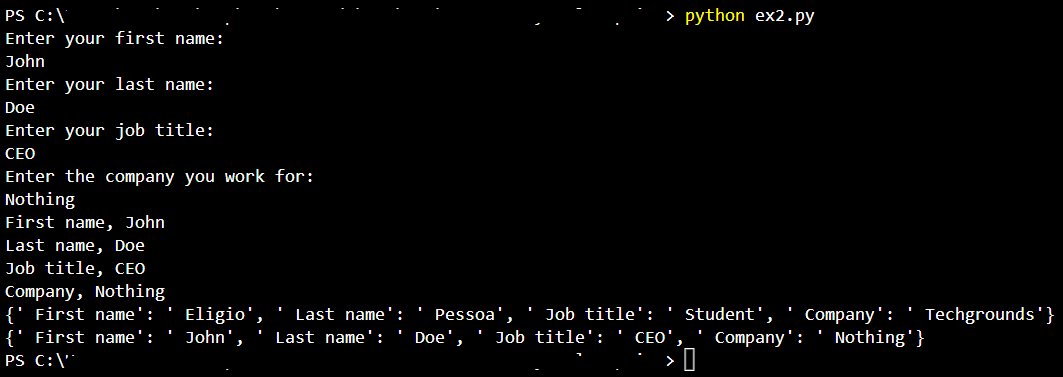 PS C:\ > python ex2.py
Enter your first name:
John
Enter your last name:
Doe
Enter your job title:
CEO
Enter the company you work for:
Nothing
First name, John
Last name, Doe
Job title, CEO
Company, Nothing
{' First name': ' Eligio', ' Last name': ' Pessoa', ' Job title': ' Student', ' Company': ' Techgrounds'}
{' First name': ' John', ' Last name': ' Doe', ' Job title': ' CEO', ' Company': ' Nothing'}
PS C:\ >